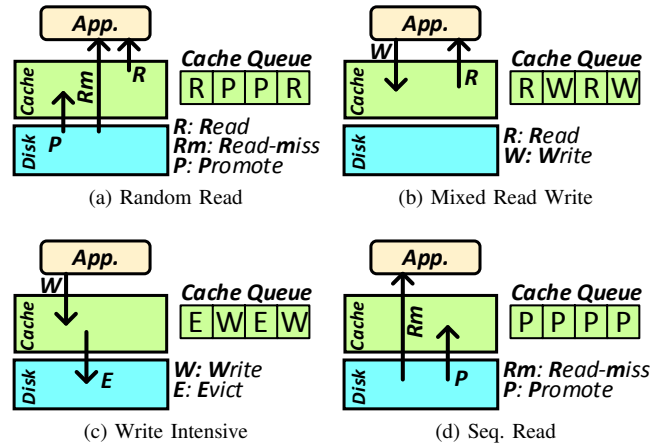 App.
Cache
Rm
R
P
Disk
Cache Queue
R P P R
R: Read
Rm: Read-miss
P: Promote
(a) Random Read
App.
W
R
Cache
Disk
Cache Queue
R W R W
R: Read
W: Write
(b) Mixed Read Write
App.
W
Cache
E
Disk
Cache Queue
E W E W
W: Write
E: Evict
(c) Write Intensive
App.
Cache
Rm
P
Disk
Cache Queue
P P P P
Rm: Read-miss
P: Promote
(d) Seq. Read